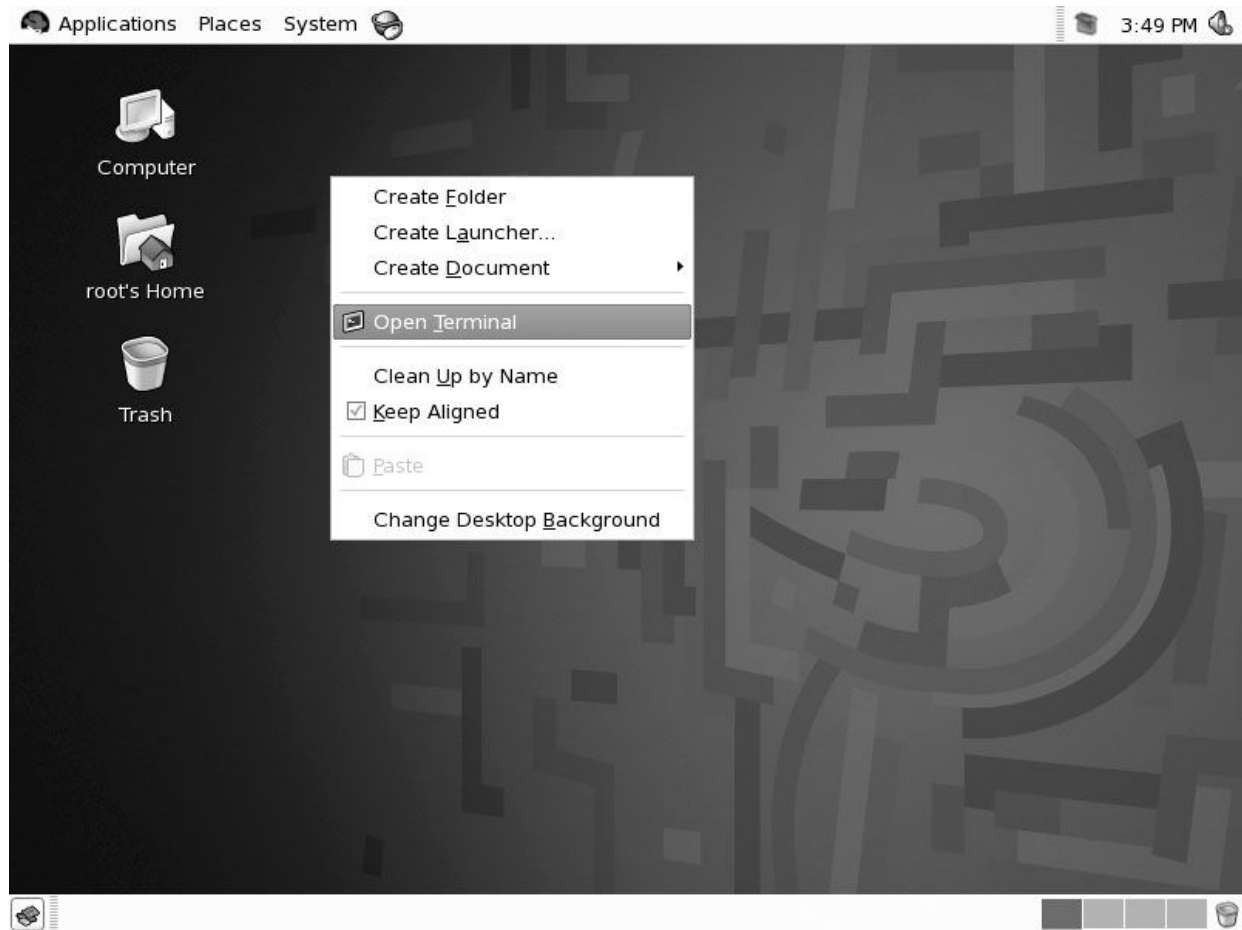 Applications Places System
3:49 PM
Computer
root's Home
Trash
Create Folder
Create Launcher...
Create Document
Open Terminal
Clean Up by Name
Keep Aligned
Paste
Change Desktop Background